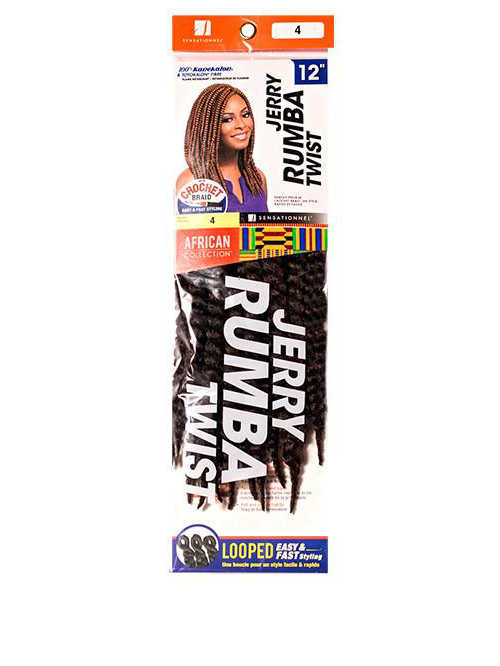 SENSATIONNEL
4
100% Kanekalon
& TOYOKALON FIBRE
12"
JERRY
RUMBA
TWIST
CROCHET
BRAID
EASY & FAST STYLING
4
SENSATIONNEL
AFRICAN
COLLECTION
JERRY
RUMBA
TWIST
LOOPED EASY &
FAST Styling
Une boucle pour un style facile & rapide